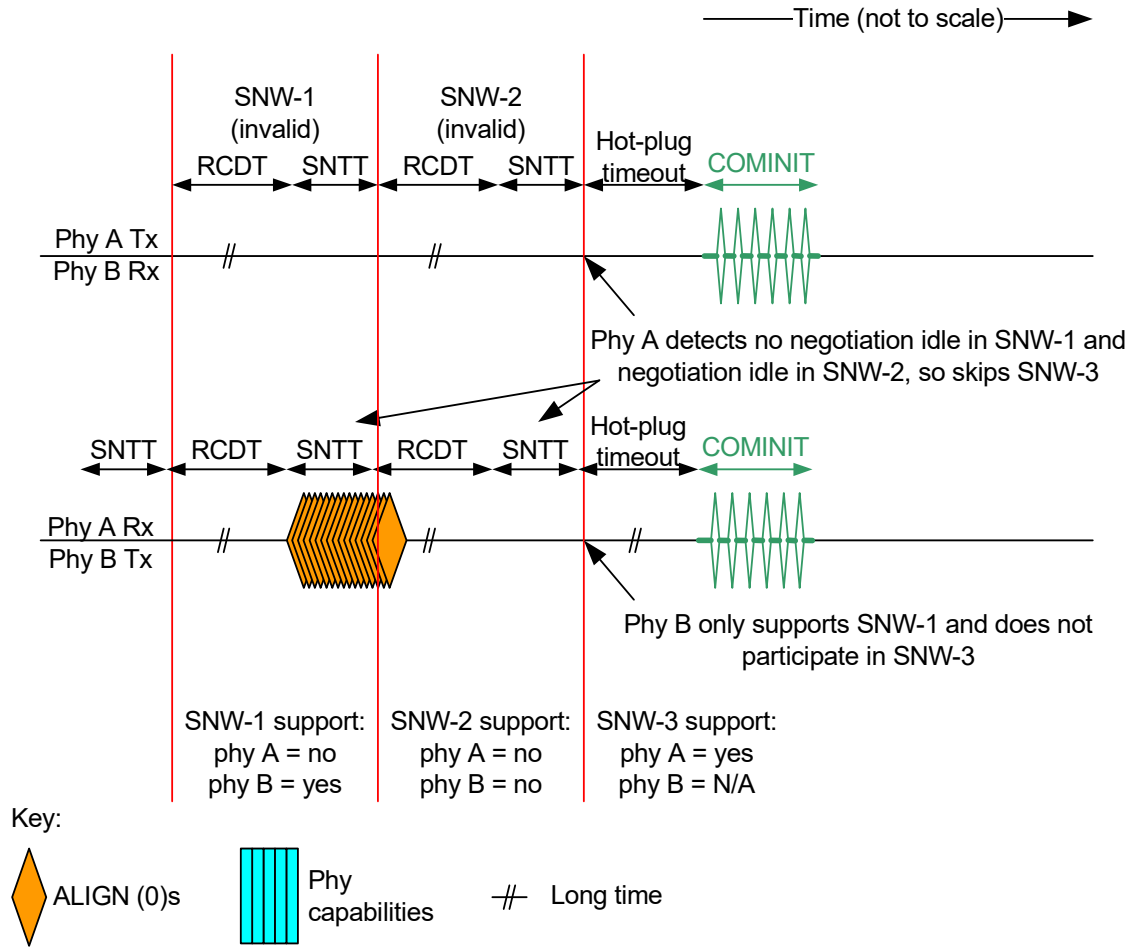 Time (not to scale)
SNW-1
(invalid)
SNW-2
(invalid)
Hot-plug
timeout
RCDT
SNTT
RCDT
SNTT
COMINIT
Phy A Tx
Phy B Rx
Phy A detects no negotiation idle in SNW-1 and
negotiation idle in SNW-2, so skips SNW-3
SNTT
RCDT
SNTT
RCDT
SNTT
Hot-plug
timeout
COMINIT
Phy A Rx
Phy B Tx
Phy B only supports SNW-1 and does not
participate in SNW-3
SNW-1 support:
phy A = no
phy B = yes
SNW-2 support:
phy A = no
phy B = no
SNW-3 support:
phy A = yes
phy B = N/A
Key:
ALIGN (0)s
Phy
capabilities
Long time